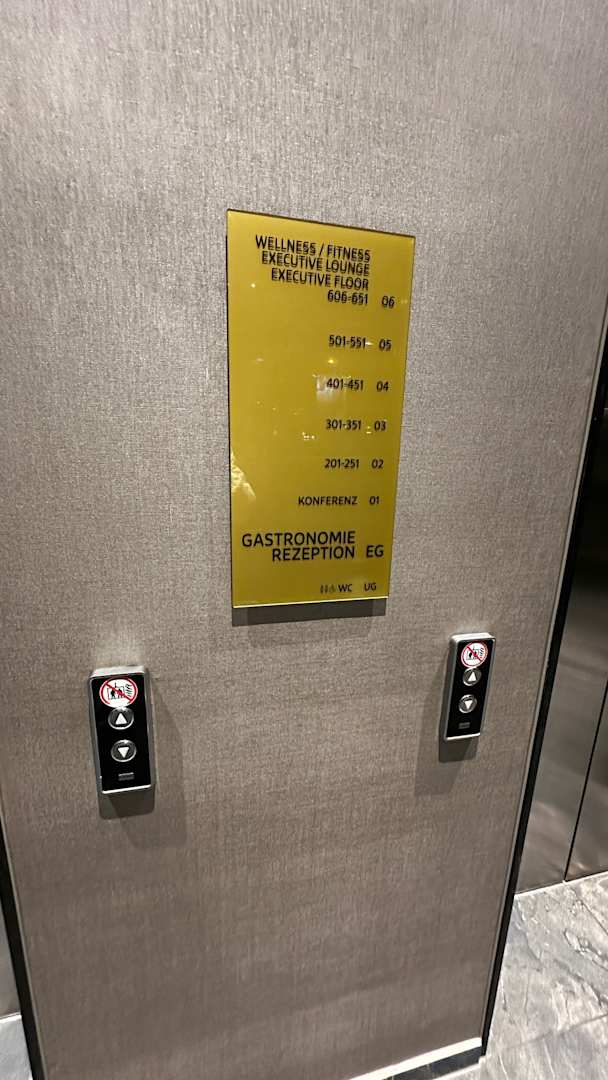 WELLNESS / FITNESS
EXECUTIVE LOUNGE
EXECUTIVE FLOOR
606-651 06
501-551 05
401-451 04
301-351 03
201-251 02
KONFERENZ 01
GASTRONOMIE
REZEPTION EG
WC UG